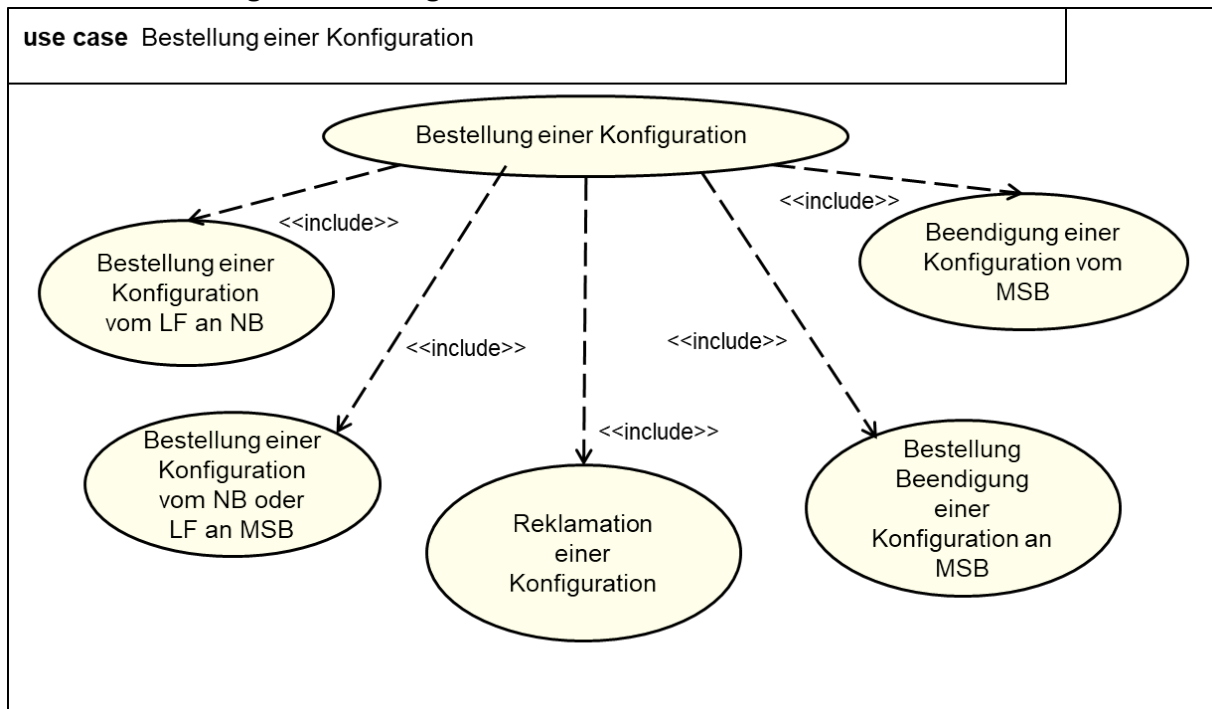 use case Bestellung einer Konfiguration
Bestellung einer Konfiguration
<<include>>
<<include>>
Bestellung einer
Konfiguration
vom LF an NB
Beendigung einer
Konfiguration vom
MSB
<<include>>
<<include>>
<<include>>
Bestellung einer
Konfiguration
vom NB oder
LF an MSB
Reklamation
einer
Konfiguration
Bestellung
Beendigung
einer
Konfiguration an
MSB